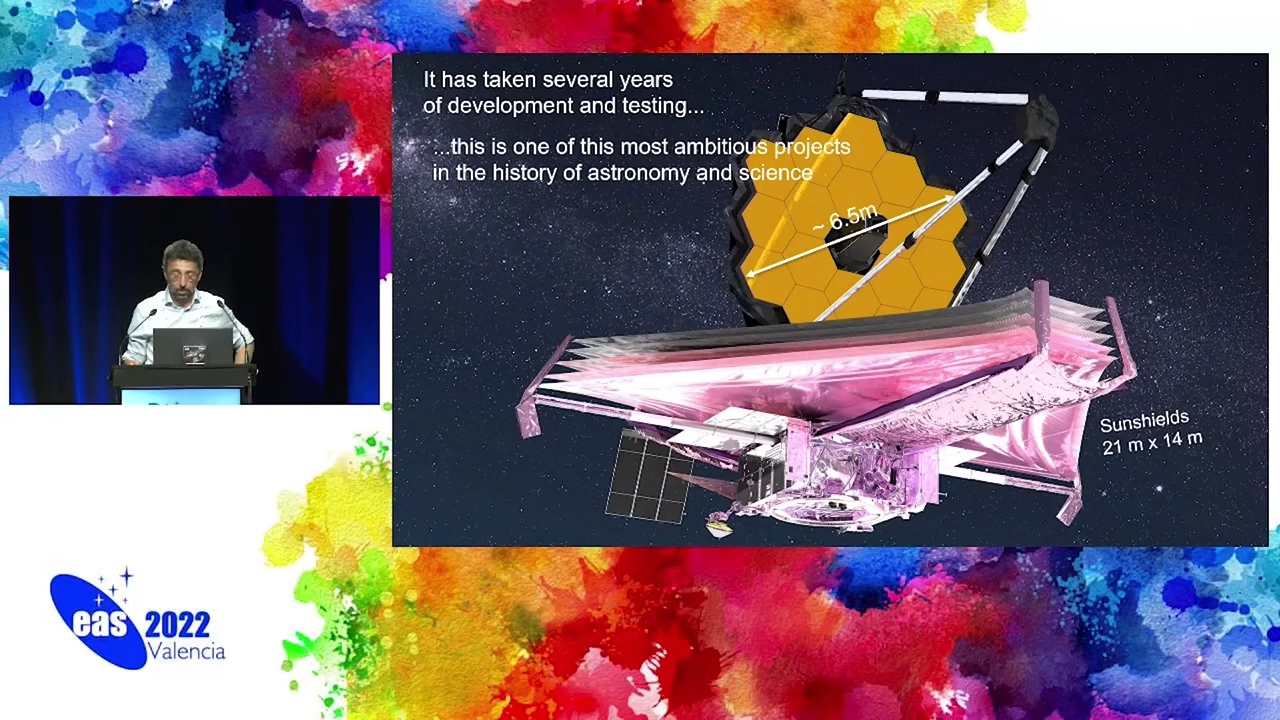 It has taken several years
of development and testing...
...this is one of this most ambitious projects
in the history of astronomy and science
~ 6.5m
Sunshields
21 m x 14 m
eas 2022
Valencia